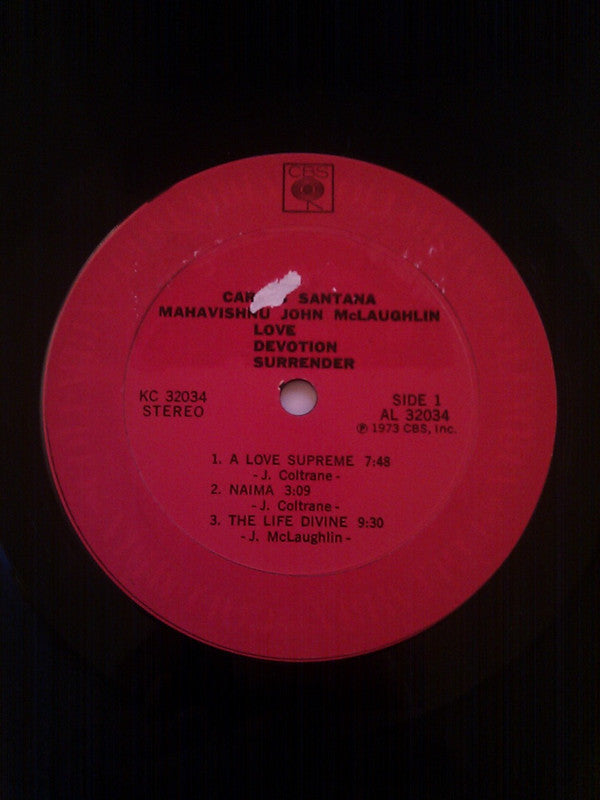 CBS
SANTANA
MAHAVISHNU JOHN McLAUGHLIN
LOVE
DEVOTION
SURRENDER
KC 32034
STEREO
SIDE 1
AL 32034
Ⓟ 1973 CBS, Inc.
1. A LOVE SUPREME 7:48
- J. Coltrane -
2. NAIMA 3:09
- J. Coltrane -
3. THE LIFE DIVINE 9:30
- J. McLaughlin -